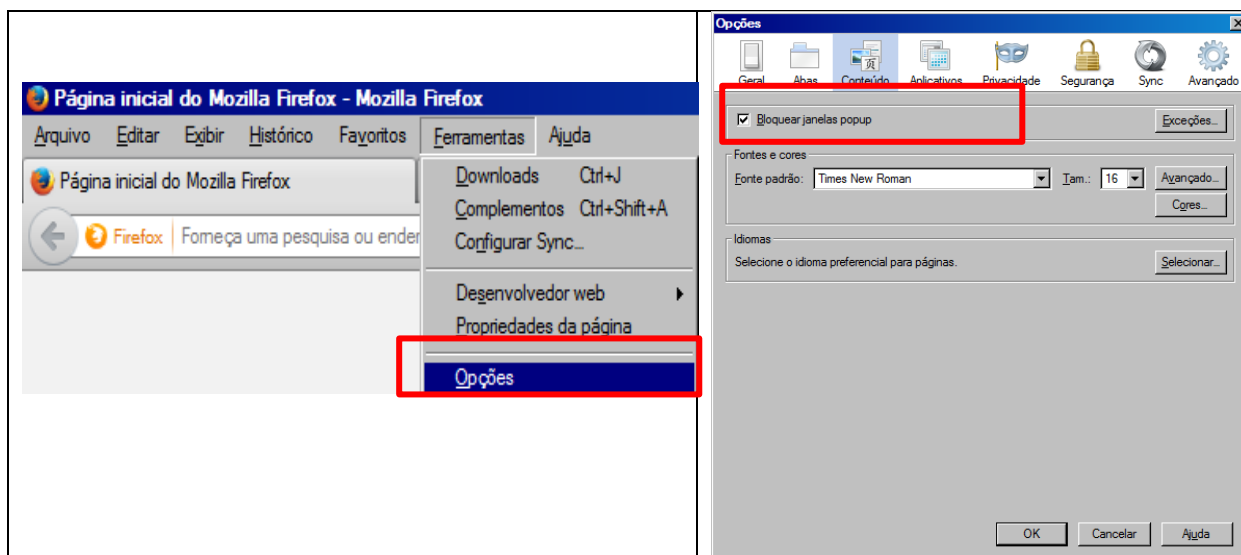 Página inicial do Mozilla Firefox - Mozilla Firefox
Arquivo Editar Exibir Histórico Favoritos Ferramentas Ajuda
Página inicial do Mozilla Firefox
Firefox Forneça uma pesquisa ou ender
Downloads Ctrl+J
Complementos Ctrl+Shift+A
Configurar Sync...
Desenvolvedor web
Propriedades da página
Opções
Opções
Geral Abas Conteúdo Aplicativos Privacidade Segurança Sync Avançado
Bloquear janelas popup Exceções...
Fontes e cores
Fonte padrão: Times New Roman Tam.: 16 Avançado...
Cores...
Idiomas
Selecione o idioma preferencial para páginas. Selecionar...
OK Cancelar Ajuda